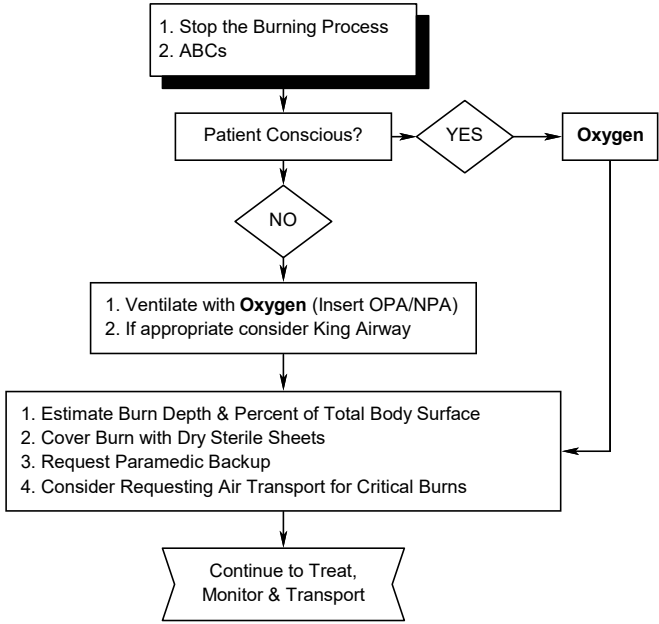 1. Stop the Burning Process
2. ABCs
Patient Conscious?
YES
Oxygen
NO
1. Ventilate with Oxygen (Insert OPA/NPA)
2. If appropriate consider King Airway
1. Estimate Burn Depth & Percent of Total Body Surface
2. Cover Burn with Dry Sterile Sheets
3. Request Paramedic Backup
4. Consider Requesting Air Transport for Critical Burns
Continue to Treat,
Monitor & Transport